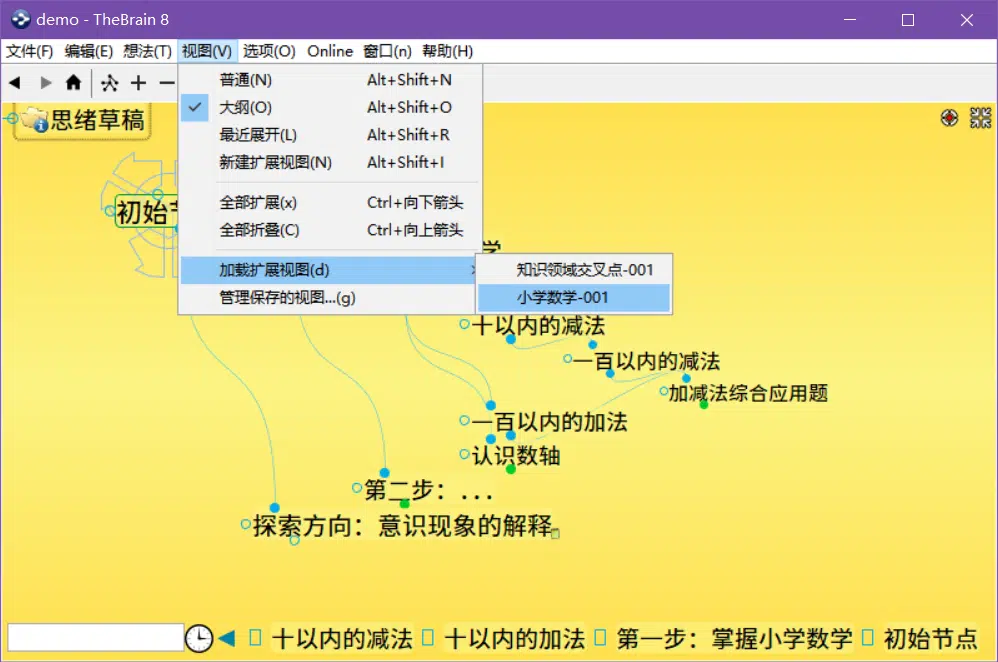 demo - TheBrain 8
文件(F) 编辑(E) 想法(T) 视图(V) 选项(O) Online 窗口(n) 帮助(H)
普通(N) Alt+Shift+N
大纲(O) Alt+Shift+O
最近展开(L) Alt+Shift+R
新建扩展视图(N) Alt+Shift+I
全部扩展(x) Ctrl+向下箭头
全部折叠(C) Ctrl+向上箭头
加载扩展视图(d)
管理保存的视图...(g)
知识领域交叉点-001
小学数学-001
思绪草稿
初始节
学
十以内的减法
一百以内的减法
加减法综合应用题
一百以内的加法
认识数轴
第二步：...
探索方向：意识现象的解释
十以内的减法 十以内的加法 第一步：掌握小学数学 初始节点